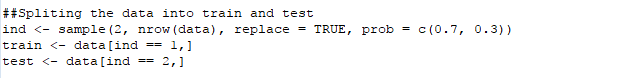 ##Spliting the data into train and test
ind <- sample(2, nrow(data), replace = TRUE, prob = c(0.7, 0.3))
train <- data[ind == 1,]
test <- data[ind == 2,]